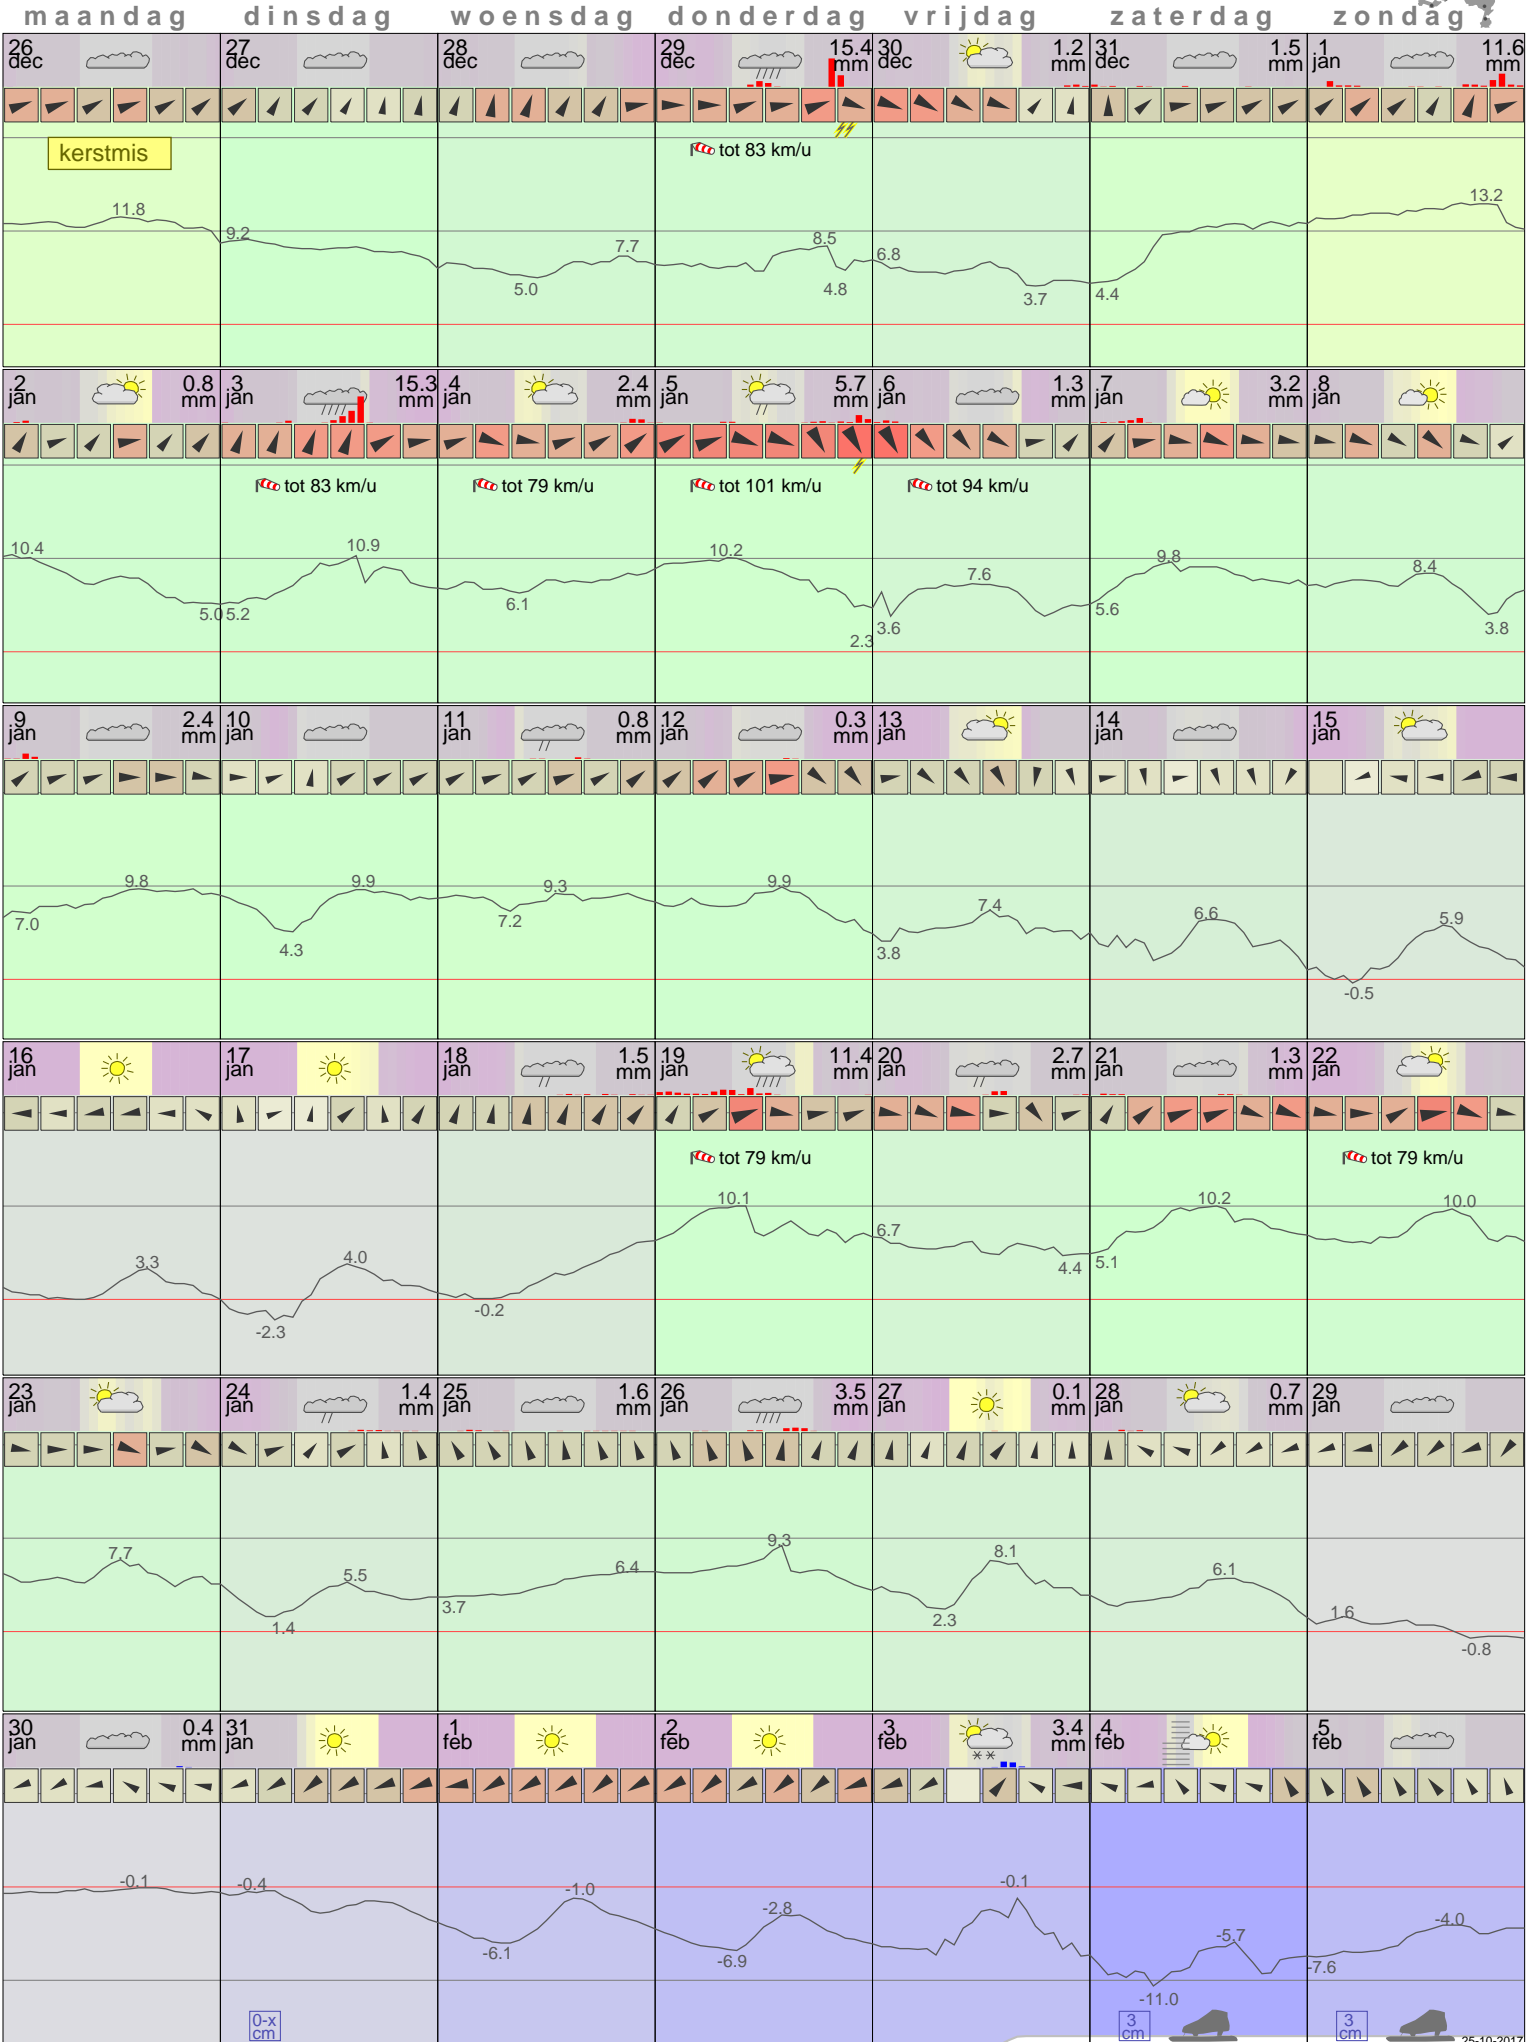 maandag dinsdag woensdag donderdag vrijdag zaterdag zondag
26 dec
27 dec
28 dec
29 dec 15.4 mm
30 dec 1.2 mm
31 dec 1.5 mm
1 jan 11.6 mm
kerstmis
tot 83 km/u
11.8
9.2
5.0 7.7
8.5 4.8
6.8 3.7
4.4
13.2
2 jan 0.8 mm
3 jan 15.3 mm
4 jan 2.4 mm
5 jan 5.7 mm
6 jan 1.3 mm
7 jan 3.2 mm
8 jan
tot 83 km/u
tot 79 km/u
tot 101 km/u
tot 94 km/u
10.4 5.0
5.2 10.9
6.1
10.2 2.3
3.6 7.6
5.6 9.8
8.4 3.8
9 jan 2.4 mm
10 jan
11 jan 0.8 mm
12 jan 0.3 mm
13 jan
14 jan
15 jan
7.0 9.8
4.3 9.9
7.2 9.3
9.9
3.8 7.4
6.6
-0.5 5.9
16 jan
17 jan
18 jan 1.5 mm
19 jan 11.4 mm
20 jan 2.7 mm
21 jan 1.3 mm
22 jan
tot 79 km/u
tot 79 km/u
3.3
-2.3 4.0
-0.2
10.1
6.7 4.4
5.1 10.2
10.0
23 jan
24 jan 1.4 mm
25 jan 1.6 mm
26 jan 3.5 mm
27 jan 0.1 mm
28 jan 0.7 mm
29 jan
7.7
1.4 5.5
3.7 6.4
9.3
2.3 8.1
6.1
1.6 -0.8
30 jan 0.4 mm
31 jan
1 feb
2 feb
3 feb 3.4 mm
4 feb
5 feb
-0.1
-0.4
-6.1 -1.0
-6.9 -2.8
-0.1
-11.0 -5.7
-7.6 -4.0
0-x cm
3 cm
3 cm
25-10-2017